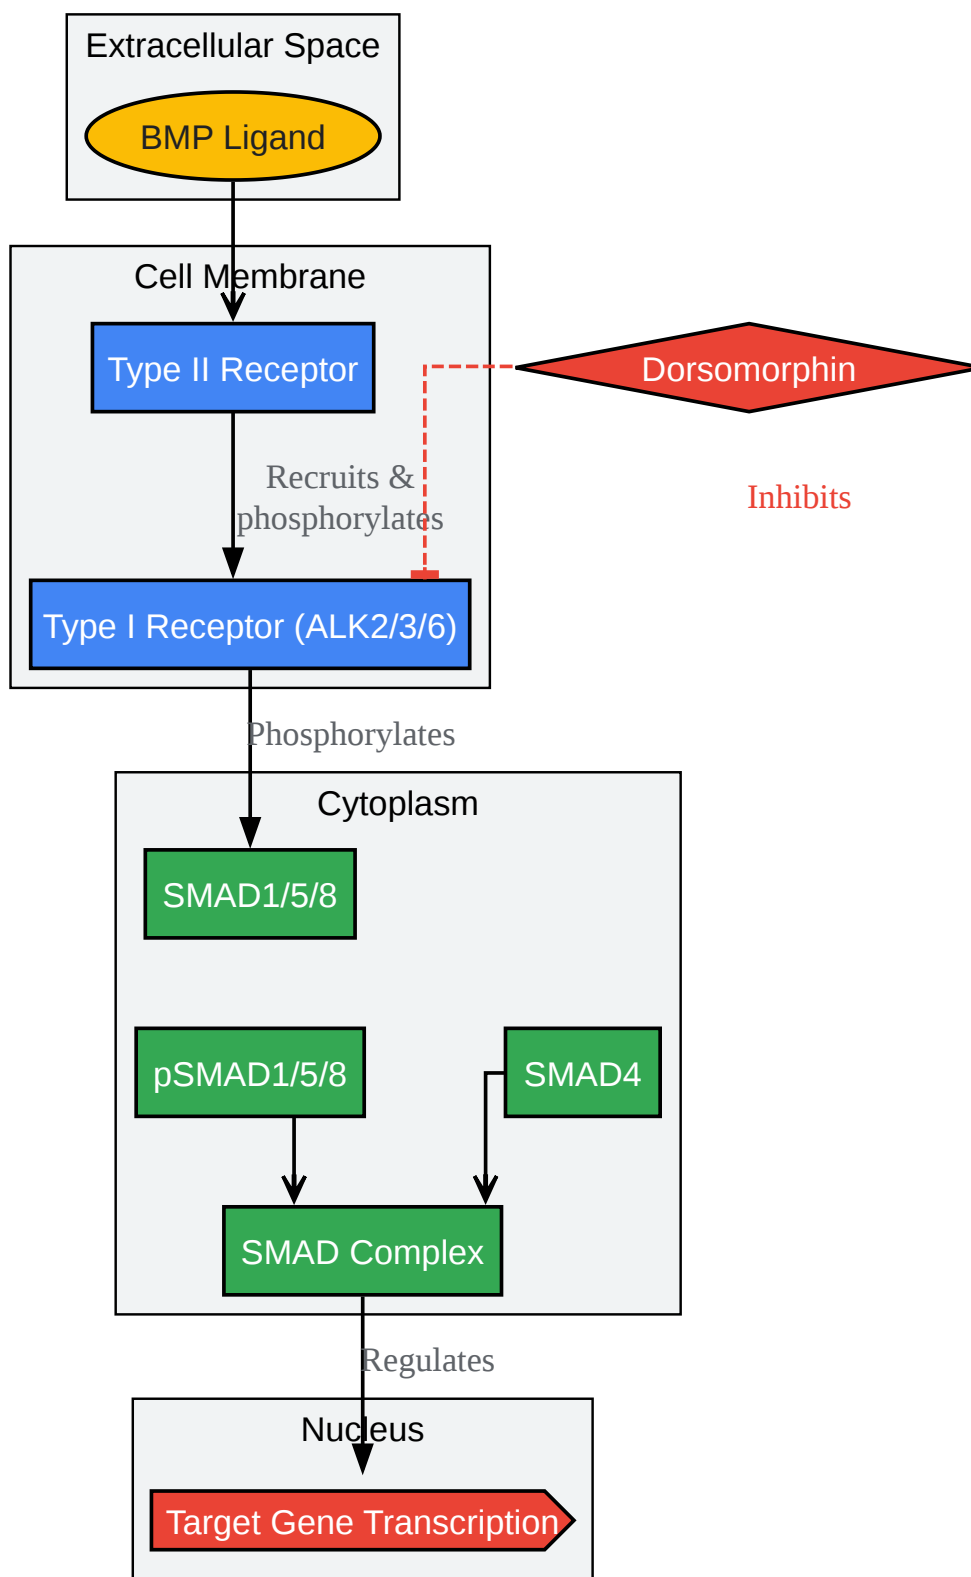 Extracellular Space
BMP Ligand
Cell Membrane
Type II Receptor
Dorsomorphin
Recruits &
phosphorylates
Inhibits
Type I Receptor (ALK2/3/6)
Phosphorylates
Cytoplasm
SMAD1/5/8
pSMAD1/5/8
SMAD4
SMAD Complex
Regulates
Nucleus
Target Gene Transcription